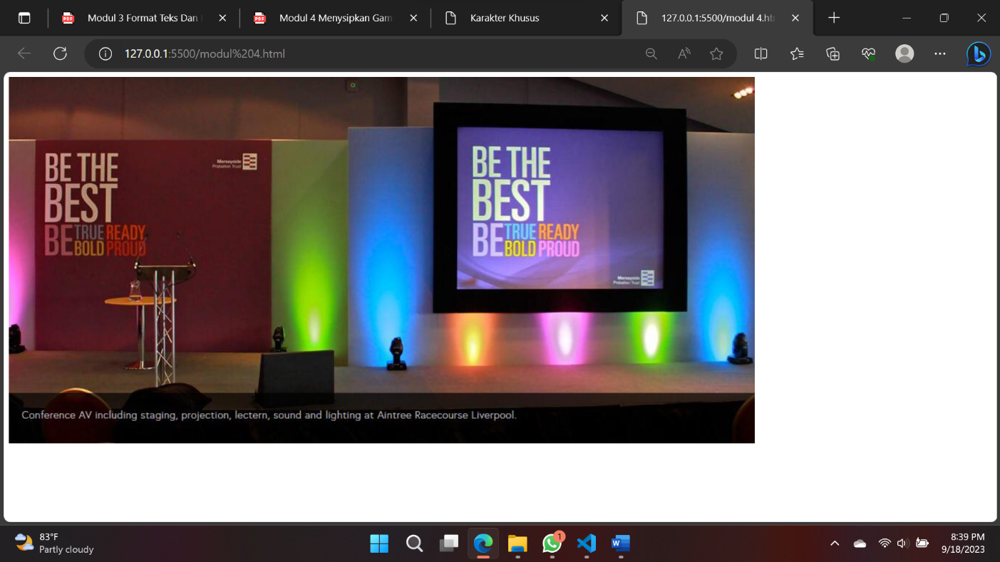 Modul 3 Format Teks Dan
Modul 4 Menysipkan Gam
Karakter Khusus
127.0.0.1:5500/modul 4.ht
127.0.0.1:5500/modul%204.html
BE THE
BEST
BE TRUE READY
BOLD PROUD
Merseyside
Probation Trust
BE THE
BEST
BE TRUE READY
BOLD PROUD
Merseyside
Probation Trust
Conference AV including staging, projection, lectern, sound and lighting at Aintree Racecourse Liverpool.
83°F
Partly cloudy
1
W
8:39 PM
9/18/2023